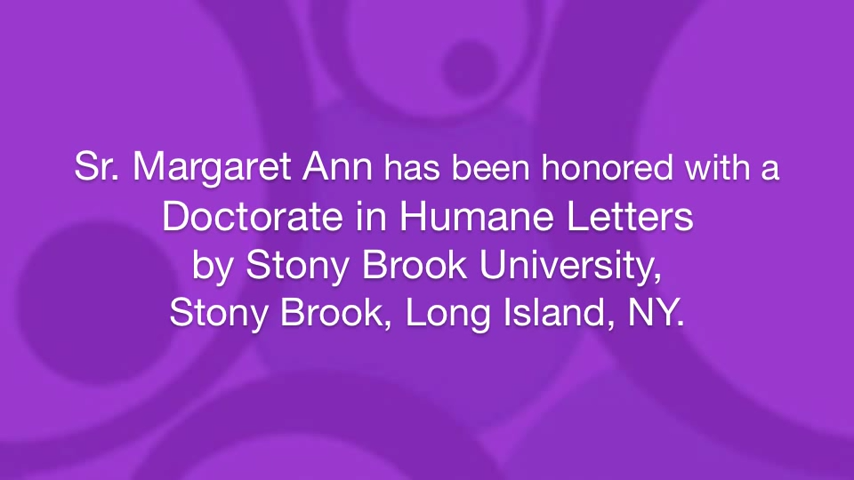 Sr. Margaret Ann has been honored with a
Doctorate in Humane Letters
by Stony Brook University,
Stony Brook, Long Island, NY.